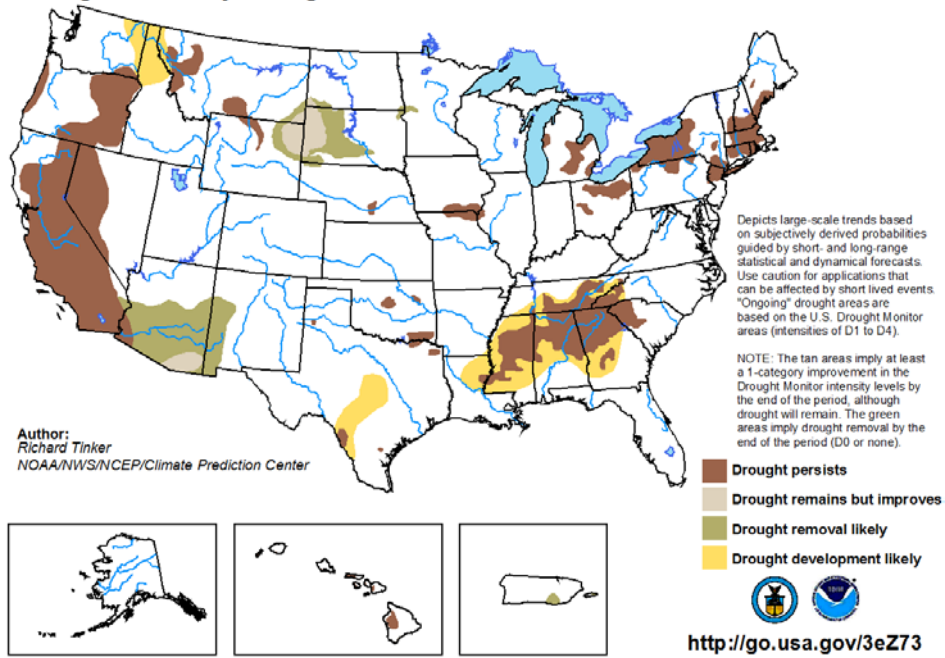 Depicts large-scale trends based
on subjectively derived probabilities
guided by short- and long-range
statistical and dynamical forecasts.
Use caution for applications that
can be affected by short lived events.
"Ongoing" drought areas are
based on the U.S. Drought Monitor
areas (intensities of D1 to D4).
NOTE: The tan areas imply at least
a 1-category improvement in the
Drought Monitor intensity levels by
the end of the period, although
drought will remain. The green
areas imply drought removal by the
end of the period (D0 or none).
Author:
Richard Tinker
NOAA/NWS/NCEP/Climate Prediction Center
Drought persists
Drought remains but improves
Drought removal likely
Drought development likely
http://go.usa.gov/3eZ73